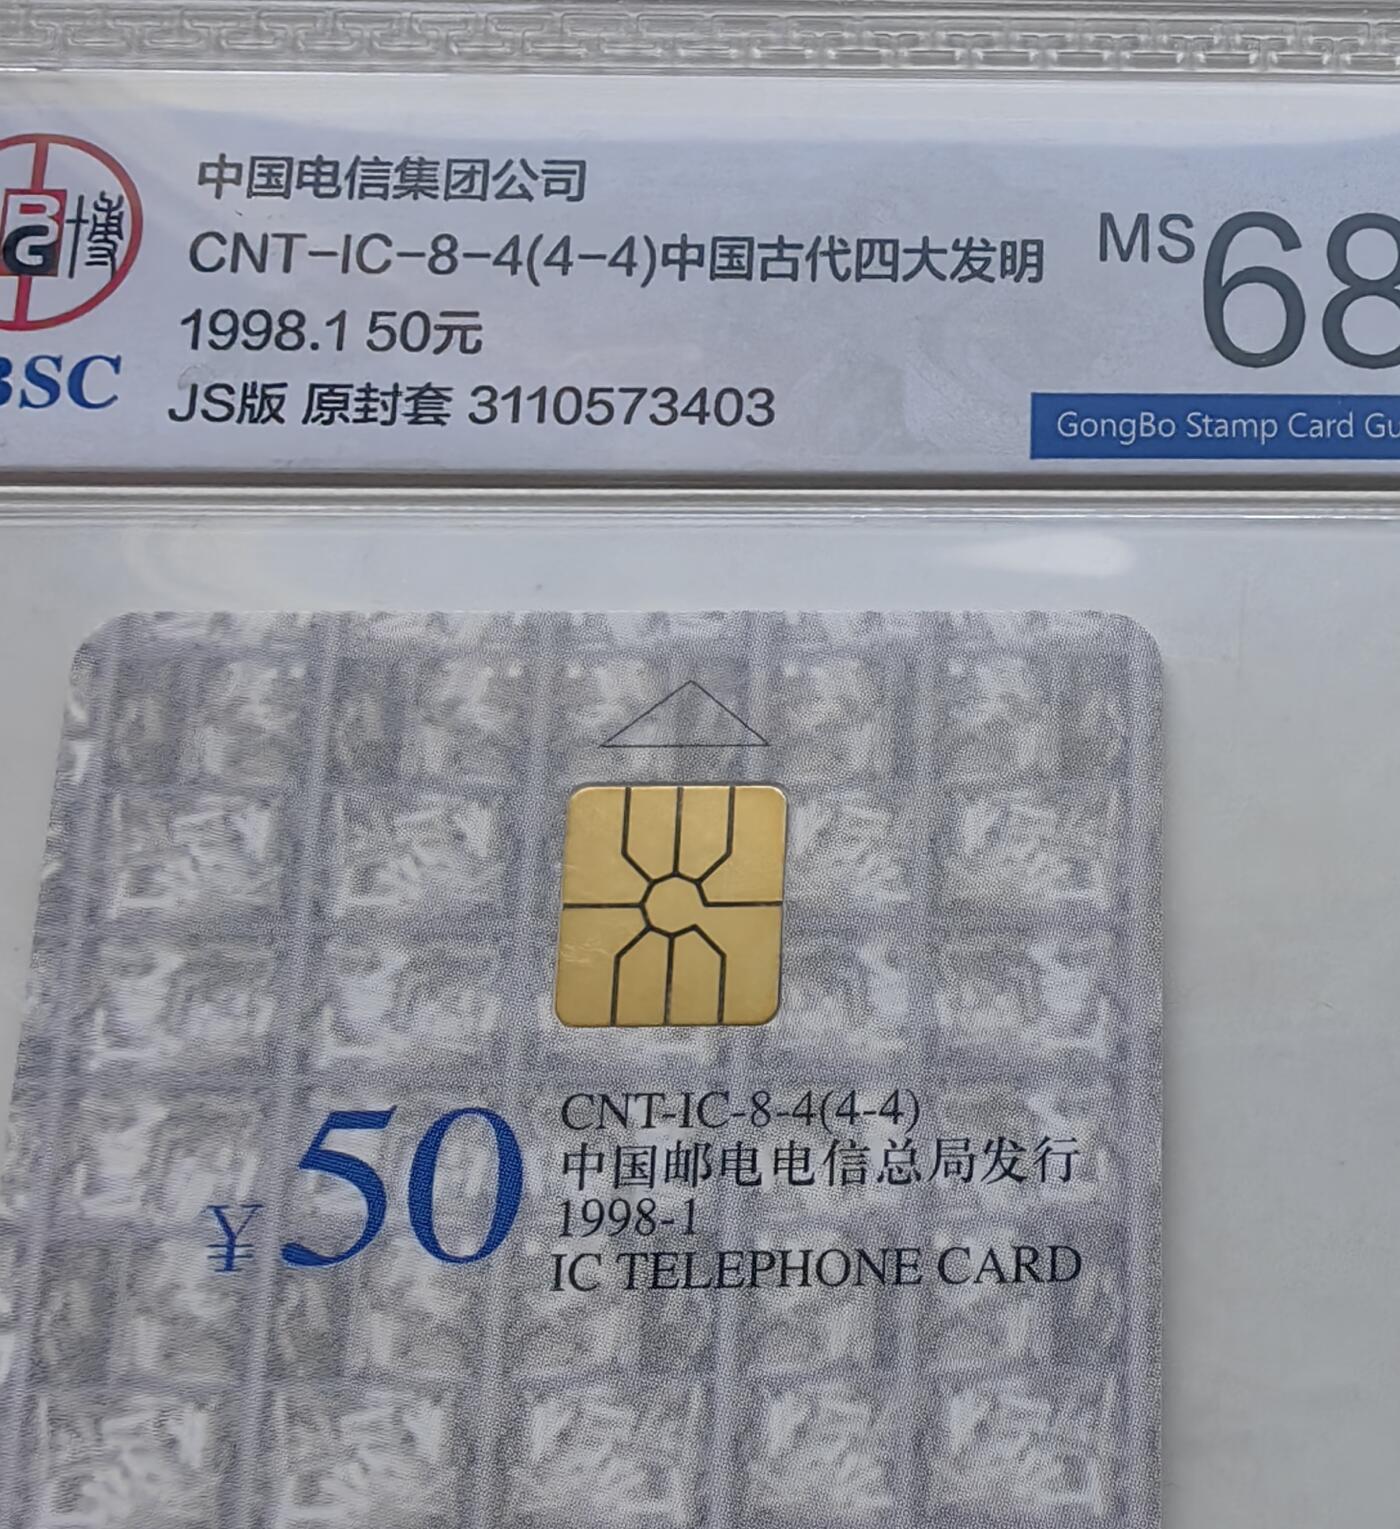 博
中国电信集团公司
CNT-IC-8-4(4-4)中国古代四大发明
MS 68
1998.1 50元
BSC
JS版 原封套 3110573403
GongBo Stamp Card Gu
CNT-IC-8-4(4-4)
中国邮电电信总局发行
¥50
1998-1
IC TELEPHONE CARD